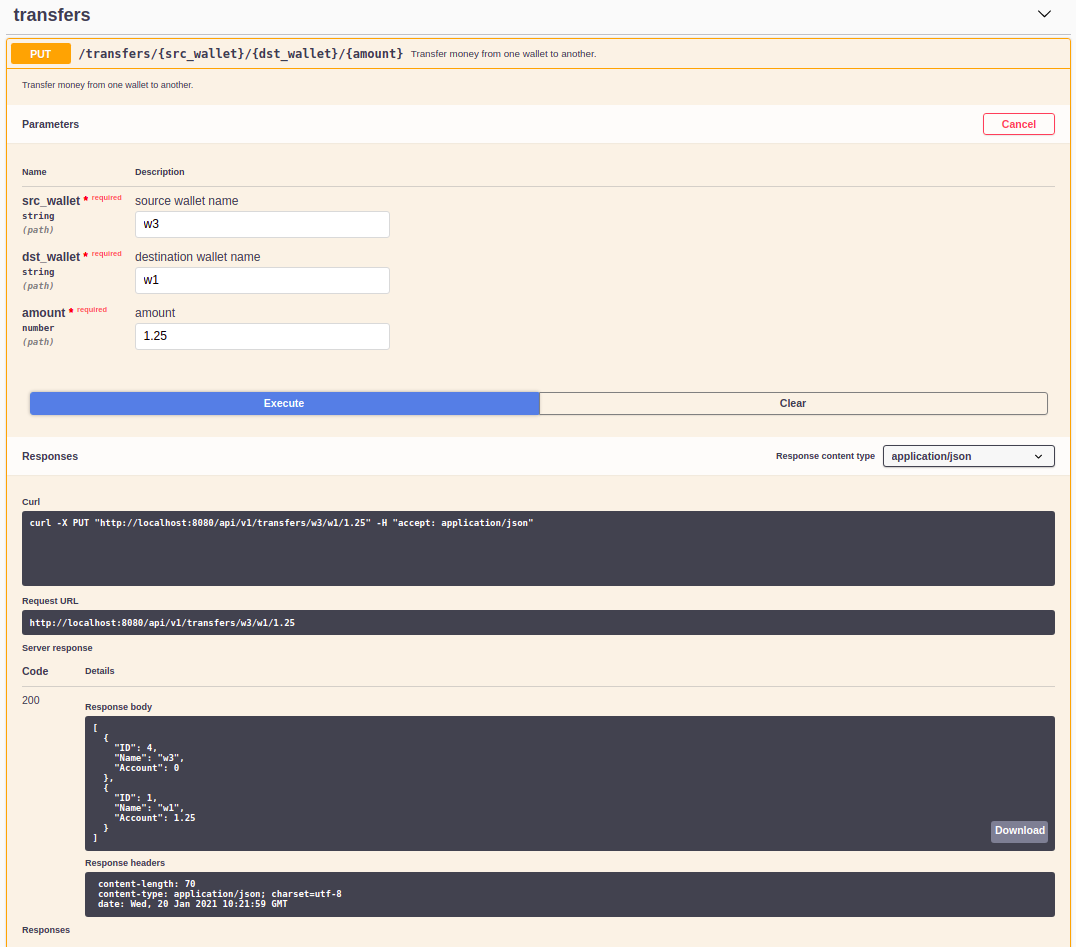 transfers
PUT /transfers/{src_wallet}/{dst_wallet}/{amount} Transfer money from one wallet to another.
Transfer money from one wallet to another.
Parameters Cancel
Name Description
src_wallet * required source wallet name
string w3
(path)
dst_wallet * required destination wallet name
string w1
(path)
amount * required amount
number 1.25
(path)
Execute Clear
Responses Response content type application/json
Curl
curl -X PUT "http://localhost:8080/api/v1/transfers/w3/w1/1.25" -H "accept: application/json"
Request URL
http://localhost:8080/api/v1/transfers/w3/w1/1.25
Server response
Code Details
200
Response body
[
  {
    "ID": 4,
    "Name": "w3",
    "Account": 0
  },
  {
    "ID": 1,
    "Name": "w1",
    "Account": 1.25
  }
]
Download
Response headers
content-length: 70
content-type: application/json; charset=utf-8
date: Wed, 20 Jan 2021 10:21:59 GMT
Responses